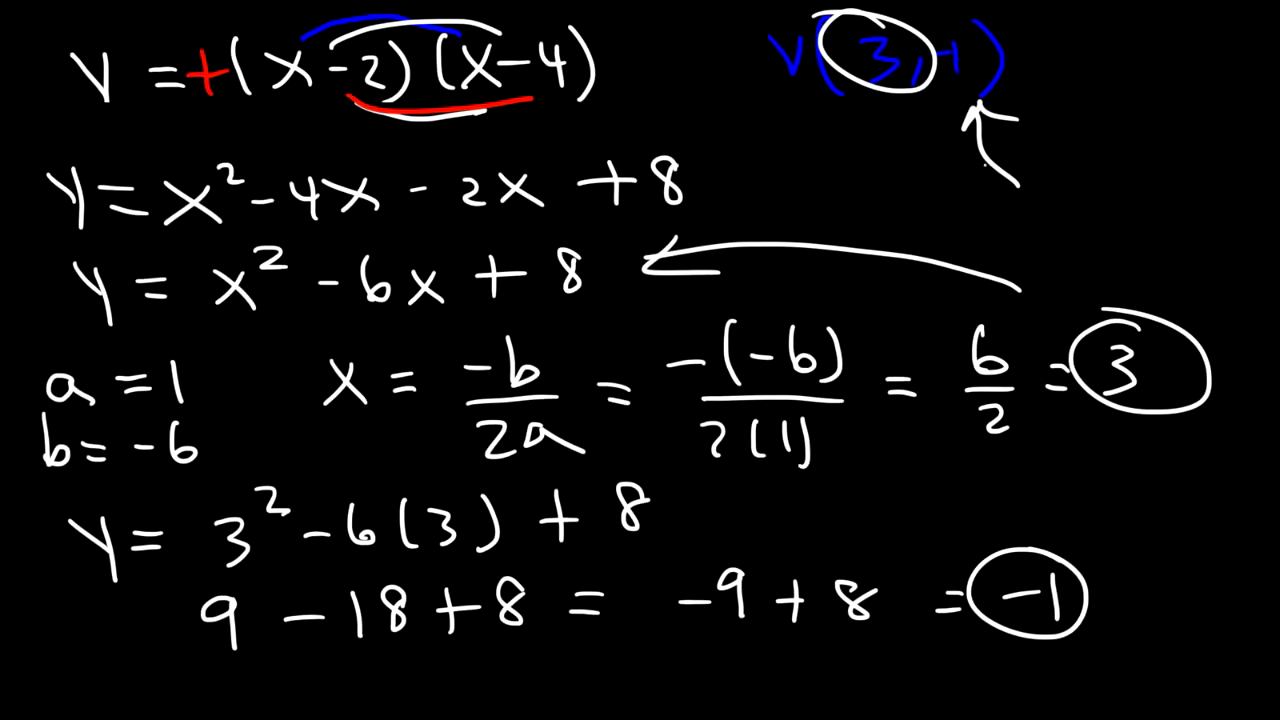 y = +(x - 2)(x - 4)
V(3, -1)
y = x² - 4x - 2x + 8
y = x² - 6x + 8
a = 1
b = -6
x = -b/2a = -(-6)/2(1) = 6/2 = 3
y = 3² - 6(3) + 8
9 - 18 + 8 = -9 + 8 = -1